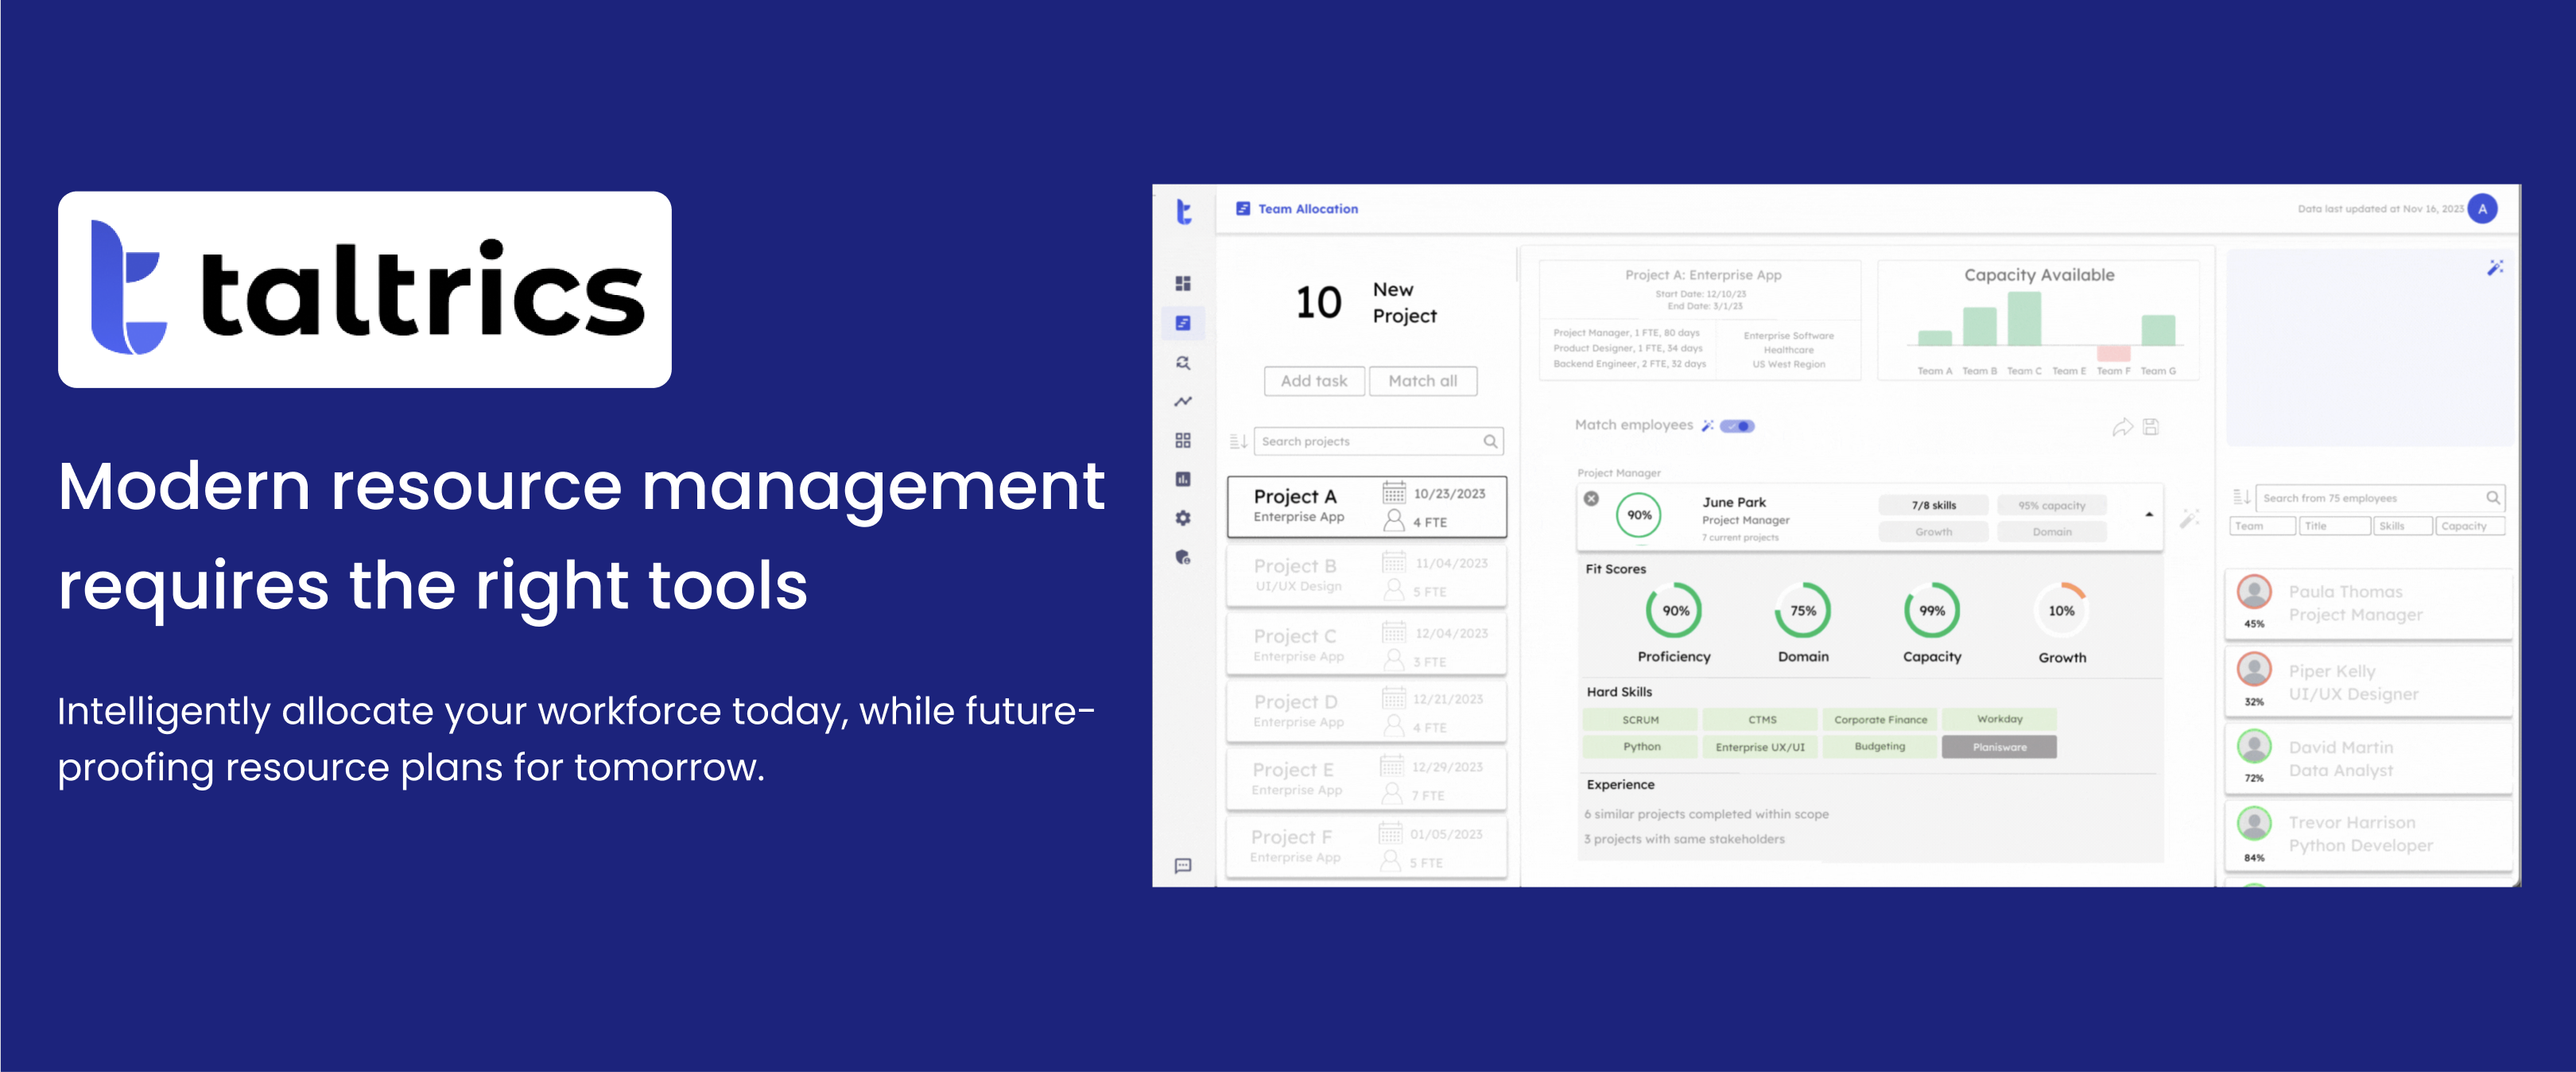 taltrics
Modern resource management
requires the right tools
Intelligently allocate your workforce today, while future-
proofing resource plans for tomorrow.
Team Allocation
Data last updated at Nov 16, 2023
A
10
New
Project
Add task
Match all
Search projects
Project A
Enterprise App
10/23/2023
4 FTE
Project B
UI/UX Design
11/04/2023
5 FTE
Project C
Enterprise App
12/04/2023
3 FTE
Project D
Enterprise App
12/21/2023
4 FTE
Project E
Enterprise App
12/29/2023
7 FTE
Project F
Enterprise App
01/05/2023
5 FTE
Project A: Enterprise App
Start Date: 12/10/23
End Date: 3/1/23
Project Manager, 1 FTE, 80 days
Product Designer, 1 FTE, 34 days
Backend Engineer, 2 FTE, 32 days
Enterprise Software
Healthcare
US West Region
Capacity Available
Team A Team B Team C Team E Team F Team G
Match employees
Project Manager
90%
June Park
Project Manager
7 current projects
7/8 skills
95% capacity
Growth
Domain
Fit Scores
90%
75%
99%
10%
Proficiency
Domain
Capacity
Growth
Hard Skills
SCRUM
CTMS
Corporate Finance
Workday
Python
Enterprise UX/UI
Budgeting
Planisware
Experience
6 similar projects completed within scope
3 projects with same stakeholders
Search from 75 employees
Team
Title
Skills
Capacity
Paula Thomas
Project Manager
45%
Piper Kelly
UI/UX Designer
32%
David Martin
Data Analyst
72%
Trevor Harrison
Python Developer
84%